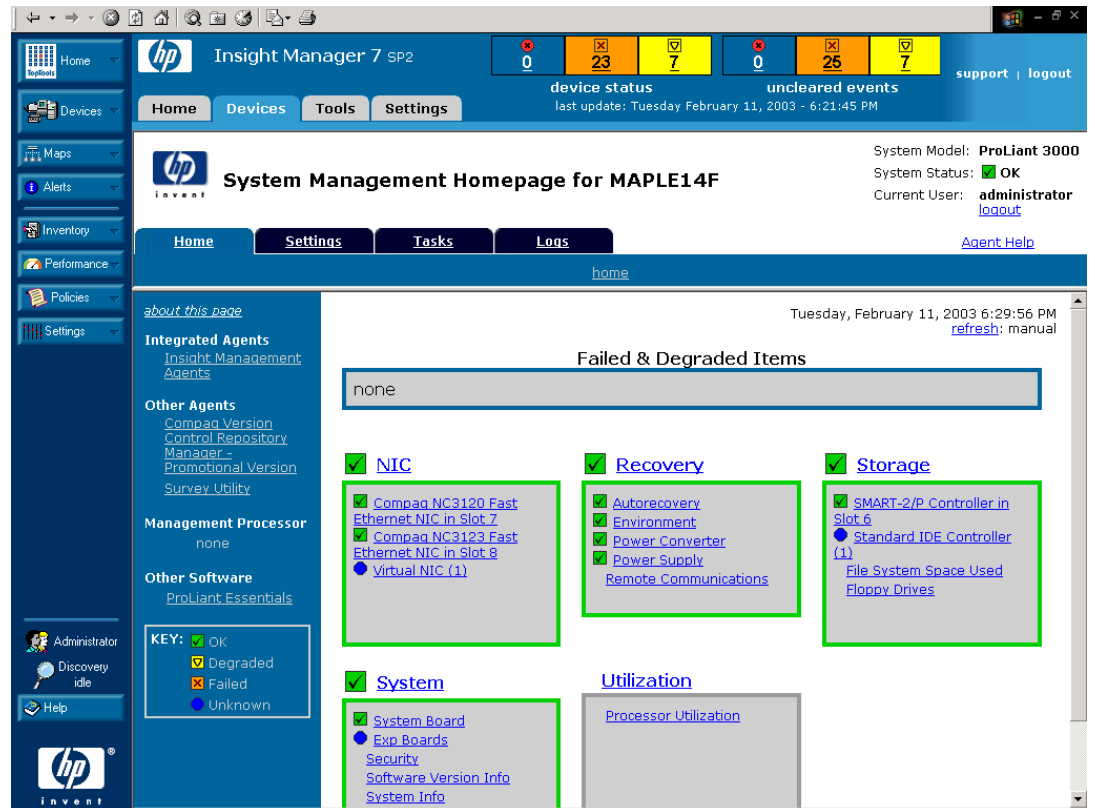 Home
TopTools
Devices
Maps
Alerts
Inventory
Performance
Policies
Settings
Administrator
Discovery
idle
Help
hp
®
invent
hp
Insight Manager 7 SP2
0
23
7
0
25
7
device status
uncleared events
last update: Tuesday February 11, 2003 - 6:21:45 PM
support | logout
Home
Devices
Tools
Settings
hp
invent
System Management Homepage for MAPLE14F
System Model: ProLiant 3000
System Status: OK
Current User: administrator
logout
Home
Settings
Tasks
Logs
Agent Help
home
about this page
Integrated Agents
Insight Management
Agents
Other Agents
Compaq Version
Control Repository
Manager -
Promotional Version
Survey Utility
Management Processor
none
Other Software
ProLiant Essentials
KEY: OK
Degraded
Failed
Unknown
Tuesday, February 11, 2003 6:29:56 PM
refresh: manual
Failed & Degraded Items
none
NIC
Compaq NC3120 Fast
Ethernet NIC in Slot 7
Compaq NC3123 Fast
Ethernet NIC in Slot 8
Virtual NIC (1)
Recovery
Autorecovery
Environment
Power Converter
Power Supply
Remote Communications
Storage
SMART-2/P Controller in
Slot 6
Standard IDE Controller
(1)
File System Space Used
Floppy Drives
System
System Board
Exp Boards
Security
Software Version Info
System Info
Utilization
Processor Utilization